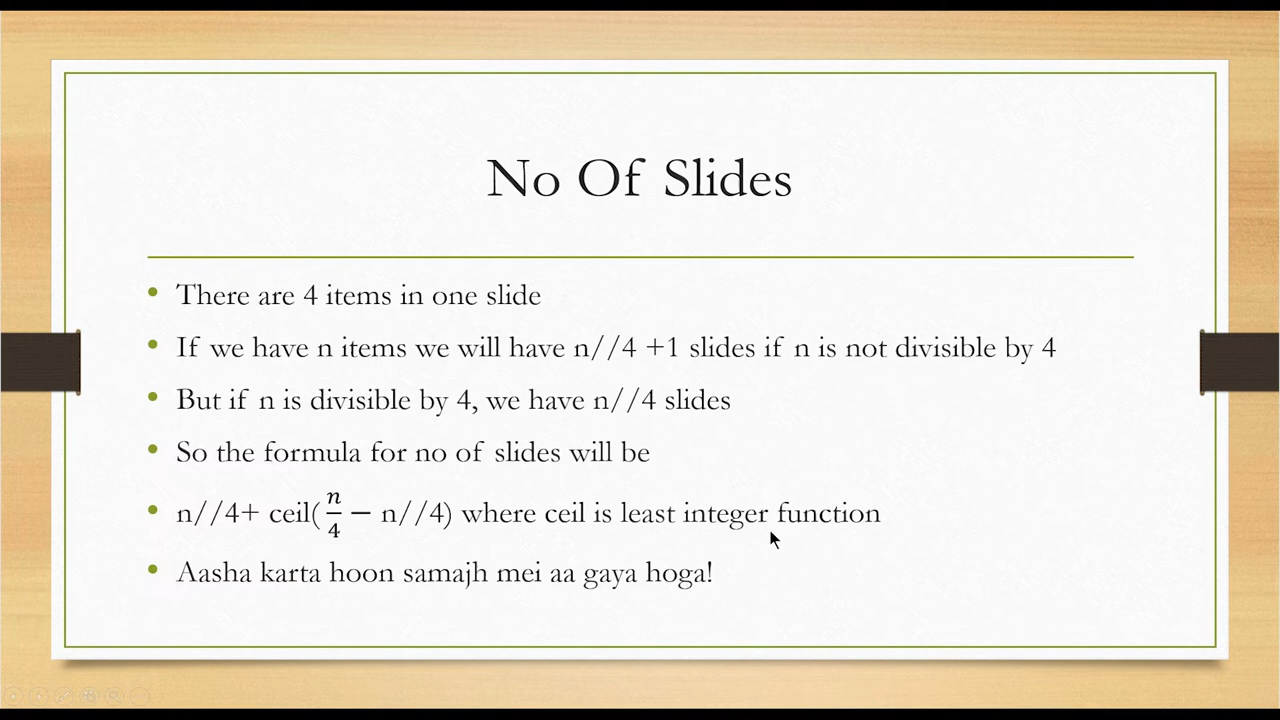 No Of Slides
• There are 4 items in one slide
• If we have n items we will have n//4 +1 slides if n is not divisible by 4
• But if n is divisible by 4, we have n//4 slides
• So the formula for no of slides will be
• n//4+ ceil(n/4 − n//4) where ceil is least integer function
• Aasha karta hoon samajh mei aa gaya hoga!